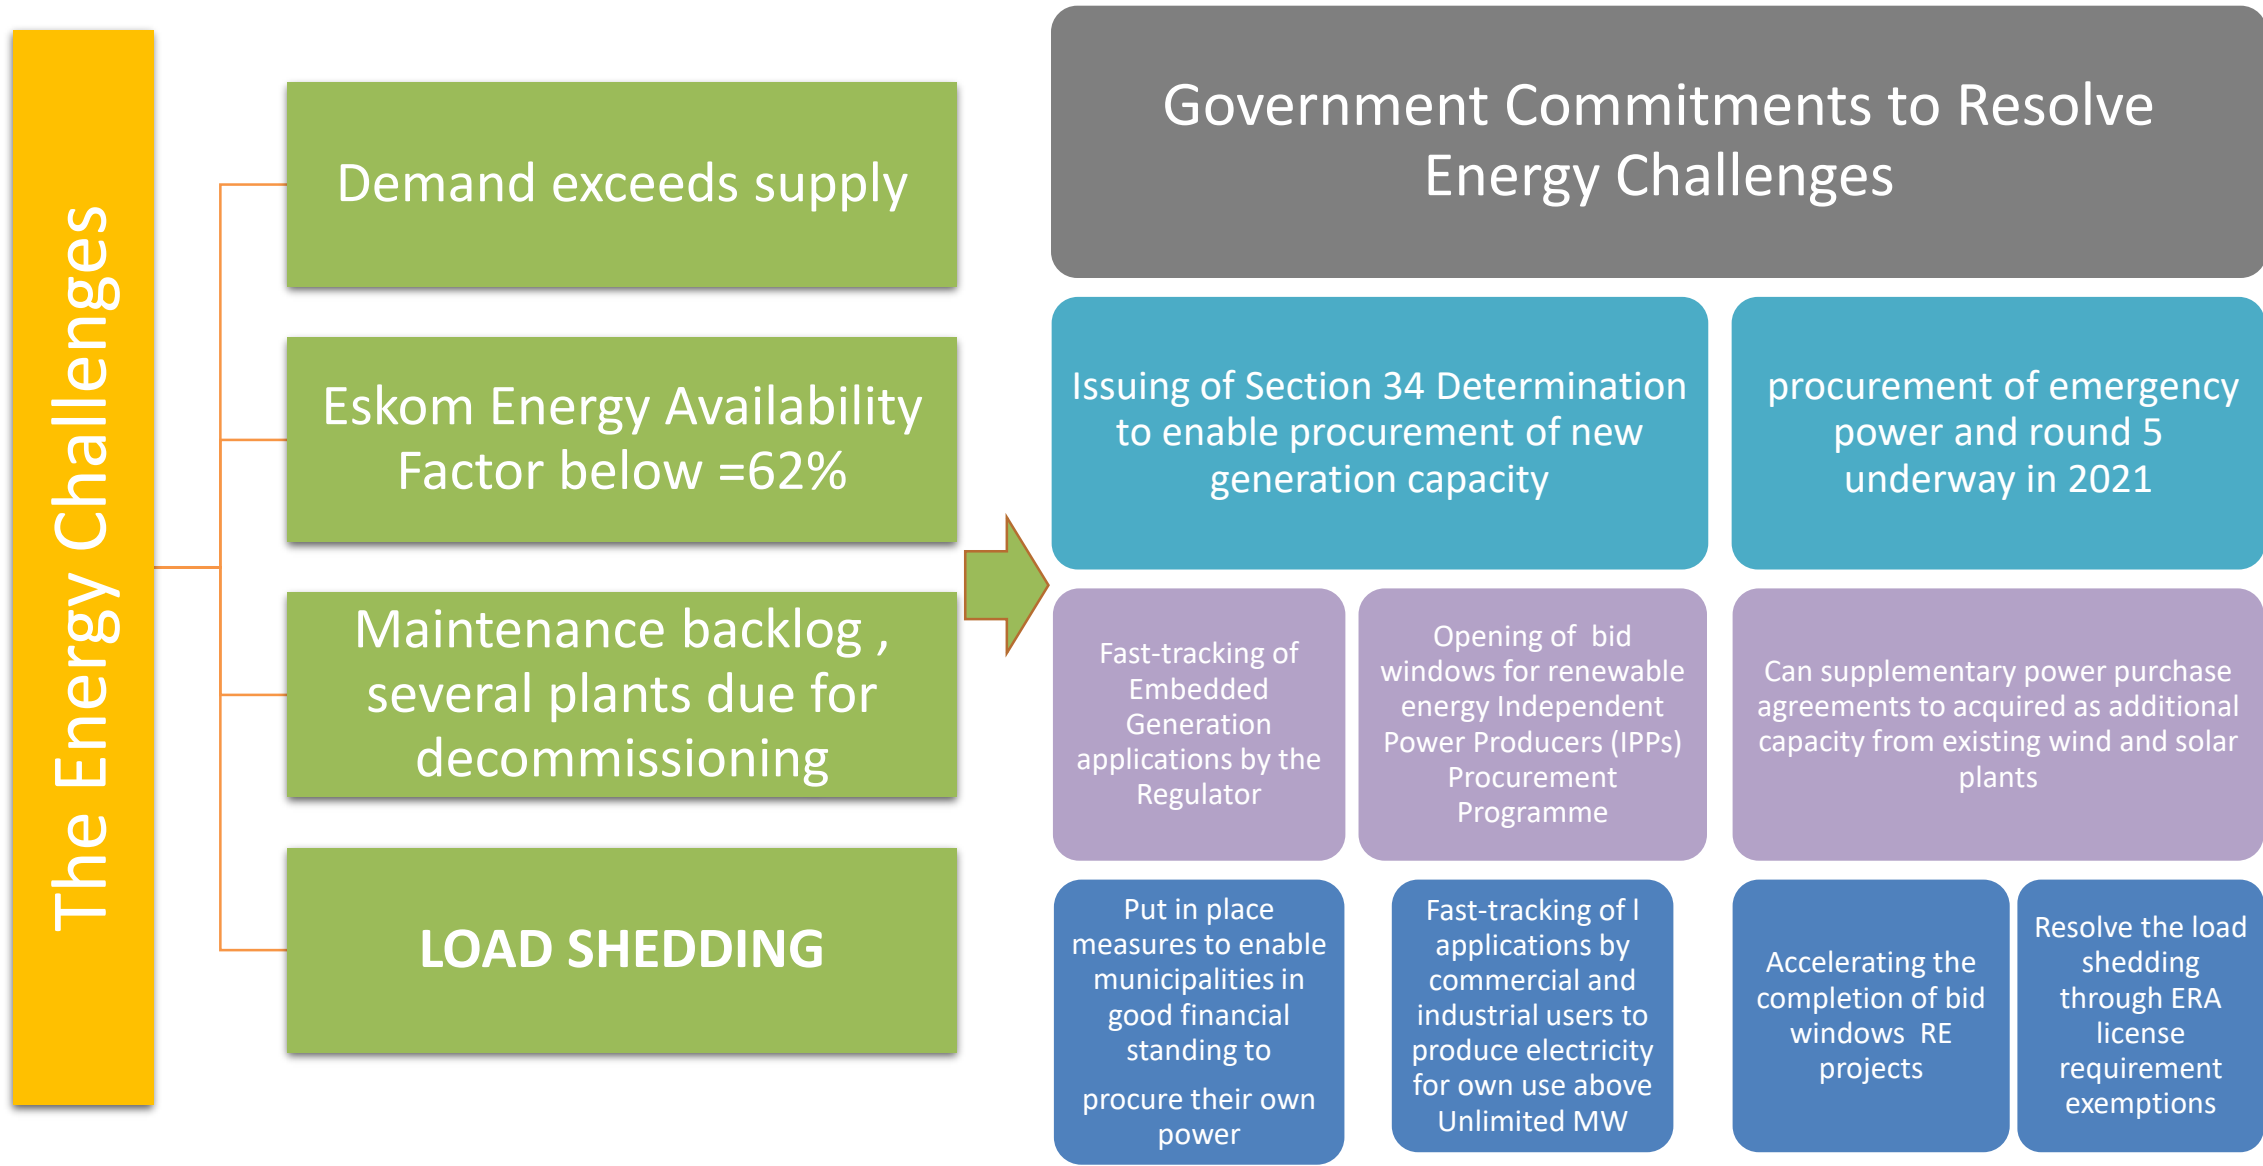 The Energy Challenges
Demand exceeds supply
Eskom Energy Availability
Factor below =62%
Maintenance backlog ,
several plants due for
decommissioning
LOAD SHEDDING
Government Commitments to Resolve
Energy Challenges
Issuing of Section 34 Determination
to enable procurement of new
generation capacity
procurement of emergency
power and round 5
underway in 2021
Fast-tracking of
Embedded
Generation
applications by the
Regulator
Opening of  bid
windows for renewable
energy Independent
Power Producers (IPPs)
Procurement
Programme
Can supplementary power purchase
agreements to acquired as additional
capacity from existing wind and solar
plants
Put in place
measures to enable
municipalities in
good financial
standing to
procure their own
power
Fast-tracking of l
applications by
commercial and
industrial users to
produce electricity
for own use above
Unlimited MW
Accelerating the
completion of bid
windows  RE
projects
Resolve the load
shedding
through ERA
license
requirement
exemptions